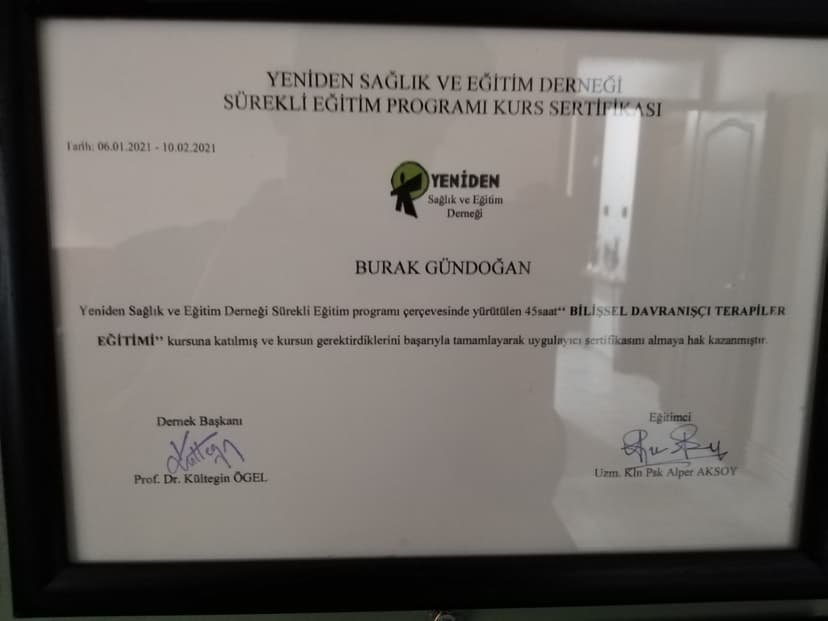 YENİDEN SAĞLIK VE EĞİTİM DERNEĞİ
SÜREKLİ EĞİTİM PROGRAMI KURS SERTİFİKASI
Tarih: 06.01.2021 - 10.02.2021
YENİDEN
Sağlık ve Eğitim
Derneği
BURAK GÜNDOĞAN
Yeniden Sağlık ve Eğitim Derneği Sürekli Eğitim programı çerçevesinde yürütülen 45saat“ BİLİŞSEL DAVRANIŞÇI TERAPİLER
EĞİTİMİ” kursuna katılmış ve kursun gerektirdiklerini başarıyla tamamlayarak uygulayıcı sertifikasını almaya hak kazanmıştır.
Dernek Başkanı
Prof. Dr. Kültegin ÖGEL
Eğitimci
Uzm. Kln Psk Alper AKSOY